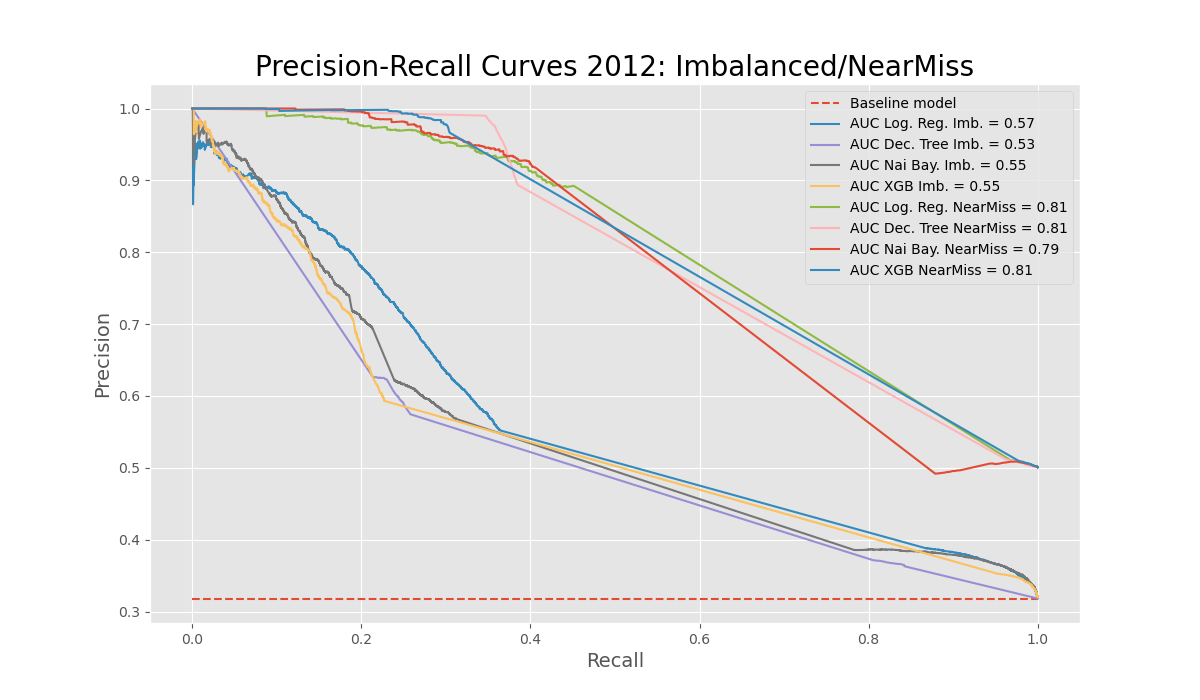 Precision-Recall Curves 2012: Imbalanced/NearMiss
Baseline model
AUC Log. Reg. Imb. = 0.57
AUC Dec. Tree Imb. = 0.53
AUC Nai Bay. Imb. = 0.55
AUC XGB Imb. = 0.55
AUC Log. Reg. NearMiss = 0.81
AUC Dec. Tree NearMiss = 0.81
AUC Nai Bay. NearMiss = 0.79
AUC XGB NearMiss = 0.81
Precision
1.0
0.9
0.8
0.7
0.6
0.5
0.4
0.3
0.0 0.2 0.4 0.6 0.8 1.0
Recall